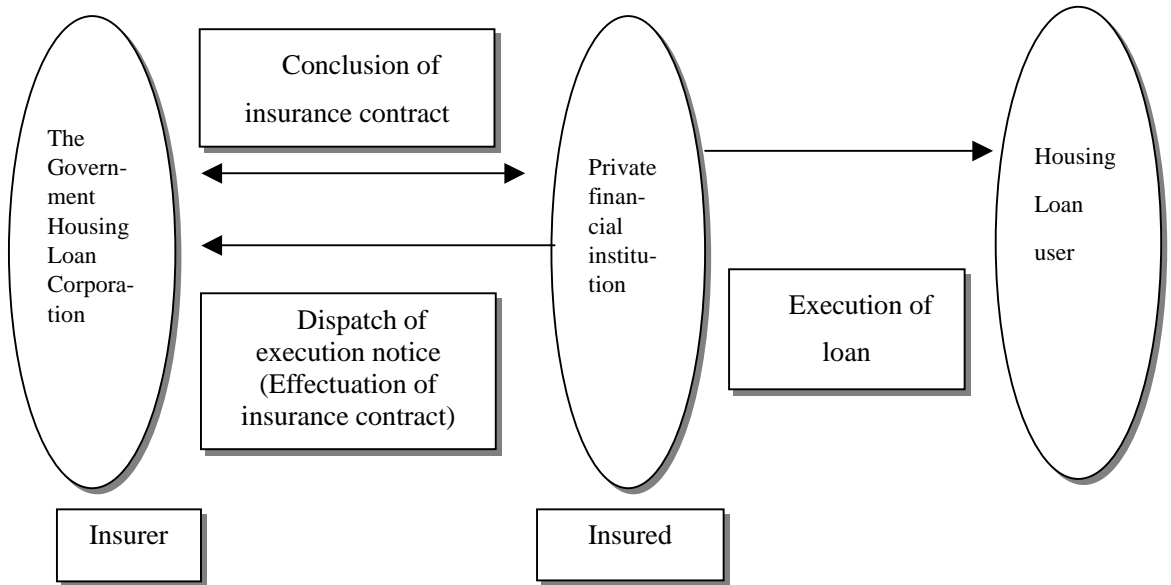 Conclusion of
insurance contract
The
Govern-
ment
Housing
Loan
Corpora-
tion
Private
finan-
cial
institu-
tion
Housing
Loan
user
Dispatch of
execution notice
(Effectuation of
insurance contract)
Execution of
loan
Insurer
Insured